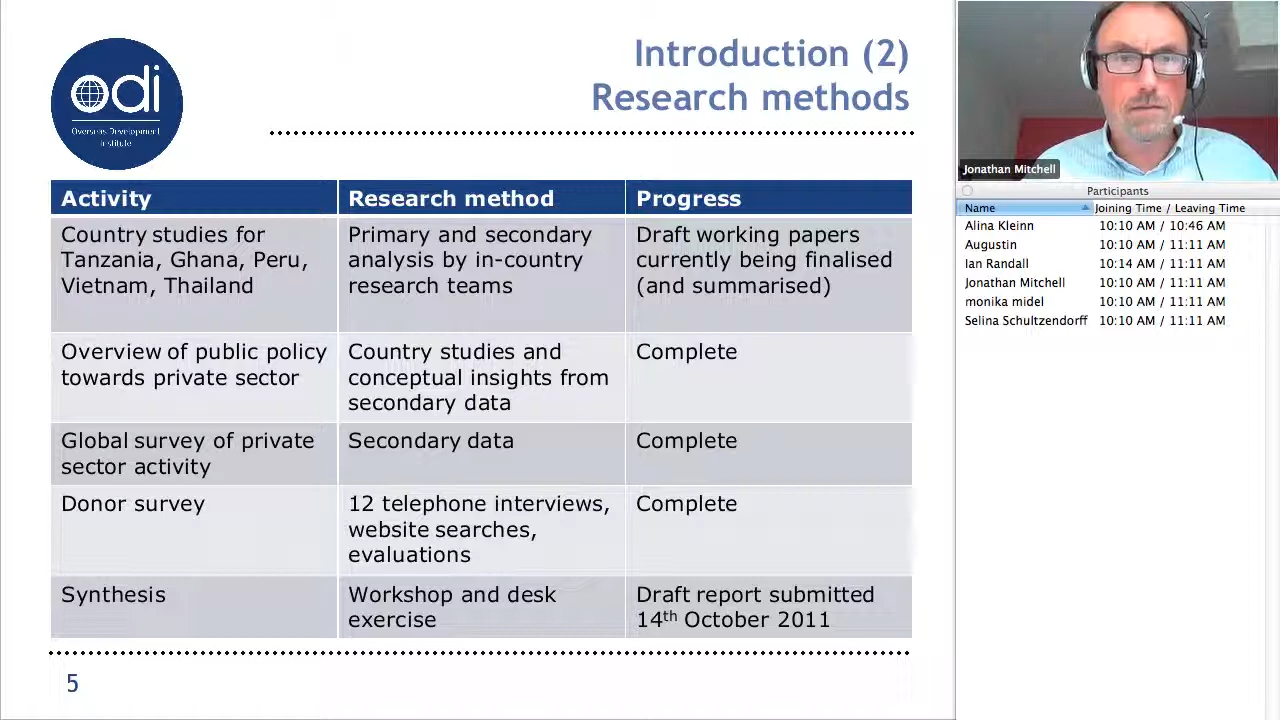 Introduction (2)
Research methods
odi
Overseas Development
Institute
Activity
Research method
Progress
Country studies for
Tanzania, Ghana, Peru,
Vietnam, Thailand
Primary and secondary
analysis by in-country
research teams
Draft working papers
currently being finalised
(and summarised)
Overview of public policy
towards private sector
Country studies and
conceptual insights from
secondary data
Complete
Global survey of private
sector activity
Secondary data
Complete
Donor survey
12 telephone interviews,
website searches,
evaluations
Complete
Synthesis
Workshop and desk
exercise
Draft report submitted
14th October 2011
5
Jonathan Mitchell
Participants
Name Joining Time / Leaving Time
Alina Kleinn 10:10 AM / 10:46 AM
Augustin 10:10 AM / 11:11 AM
Ian Randall 10:14 AM / 11:11 AM
Jonathan Mitchell 10:10 AM / 11:11 AM
monika midel 10:10 AM / 11:11 AM
Selina Schultzendorff 10:10 AM / 11:11 AM